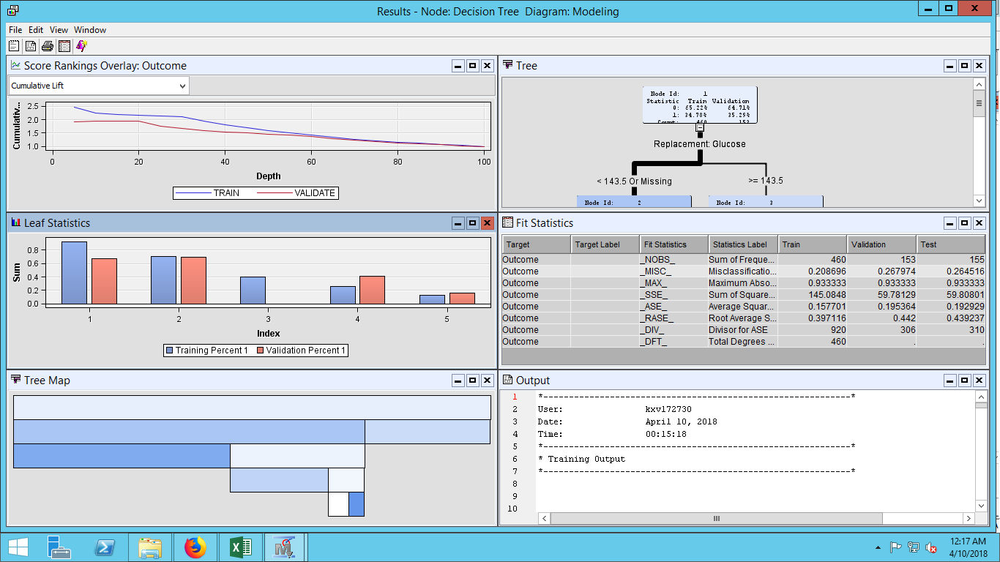 Results - Node: Decision Tree Diagram: Modeling
File Edit View Window
Score Rankings Overlay: Outcome
Cumulative Lift
Cumulativ...
2.5
2.0
1.5
1.0
0 20 40 60 80 100
Depth
TRAIN VALIDATE
Tree
Node Id: 1
Statistic Train Validation
0: 65.22% 64.71%
1: 34.78% 35.29%
Count: 460 153
Replacement: Glucose
< 143.5 Or Missing >= 143.5
Node Id: 2 Node Id: 3
Leaf Statistics
Sum
0.8
0.6
0.4
0.2
0.0
1 2 3 4 5
Index
Training Percent 1 Validation Percent 1
Fit Statistics
Target Target Label Fit Statistics Statistics Label Train Validation Test
Outcome _NOBS_ Sum of Freque... 460 153 155
Outcome _MISC_ Misclassificatio... 0.208696 0.267974 0.264516
Outcome _MAX_ Maximum Abso... 0.933333 0.933333 0.933333
Outcome _SSE_ Sum of Square... 145.0848 59.78129 59.80801
Outcome _ASE_ Average Squar... 0.157701 0.195364 0.192929
Outcome _RASE_ Root Average S... 0.397116 0.442 0.439237
Outcome _DIV_ Divisor for ASE 920 306 310
Outcome _DFT_ Total Degrees ... 460 . .
Tree Map
Output
1 *------------------------------------------------------------*
2 User: kxv172730
3 Date: April 10, 2018
4 Time: 00:15:18
5 *------------------------------------------------------------*
6 * Training Output
7 *------------------------------------------------------------*
8
9
10
12:17 AM
4/10/2018